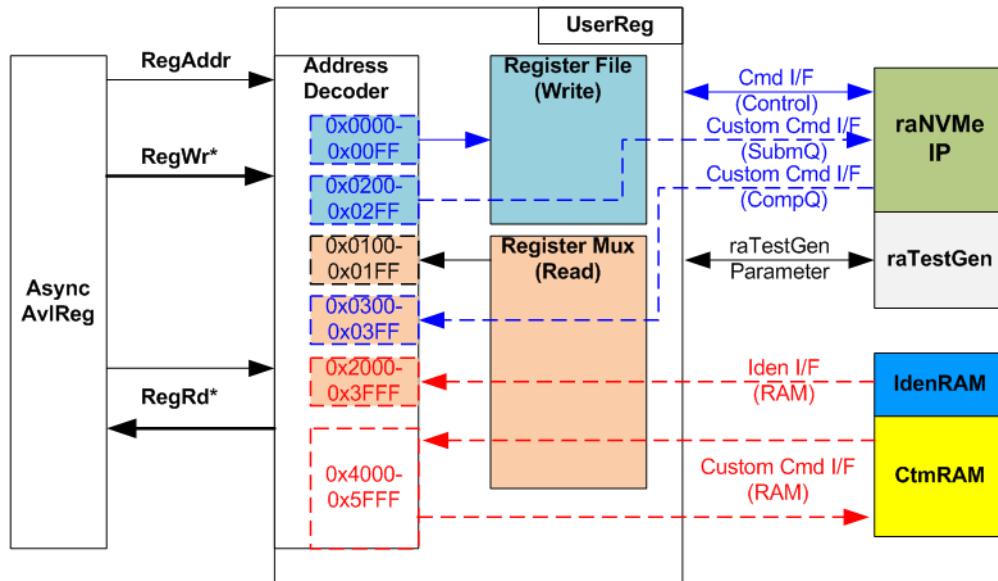 UserReg
Async
AvlReg
RegAddr
RegWr*
RegRd*
Address
Decoder
0x0000-
0x00FF
0x0200-
0x02FF
0x0100-
0x01FF
0x0300-
0x03FF
0x2000-
0x3FFF
0x4000-
0x5FFF
Register File
(Write)
Register Mux
(Read)
Cmd I/F
(Control)
Custom Cmd I/F
(SubmQ)
Custom Cmd I/F
(CompQ)
raTestGen
Parameter
Iden I/F
(RAM)
Custom Cmd I/F
(RAM)
raNVMe
IP
raTestGen
IdenRAM
CtmRAM